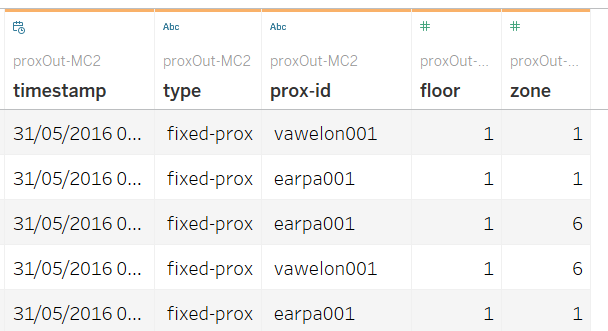 Abc Abc # #
proxOut-MC2 proxOut-MC2 proxOut-MC2 proxOut-... proxOut-...
timestamp type prox-id floor zone
31/05/2016 0... fixed-prox vawelon001 1 1
31/05/2016 0... fixed-prox earpa001 1 1
31/05/2016 0... fixed-prox earpa001 1 6
31/05/2016 0... fixed-prox vawelon001 1 6
31/05/2016 0... fixed-prox earpa001 1 1